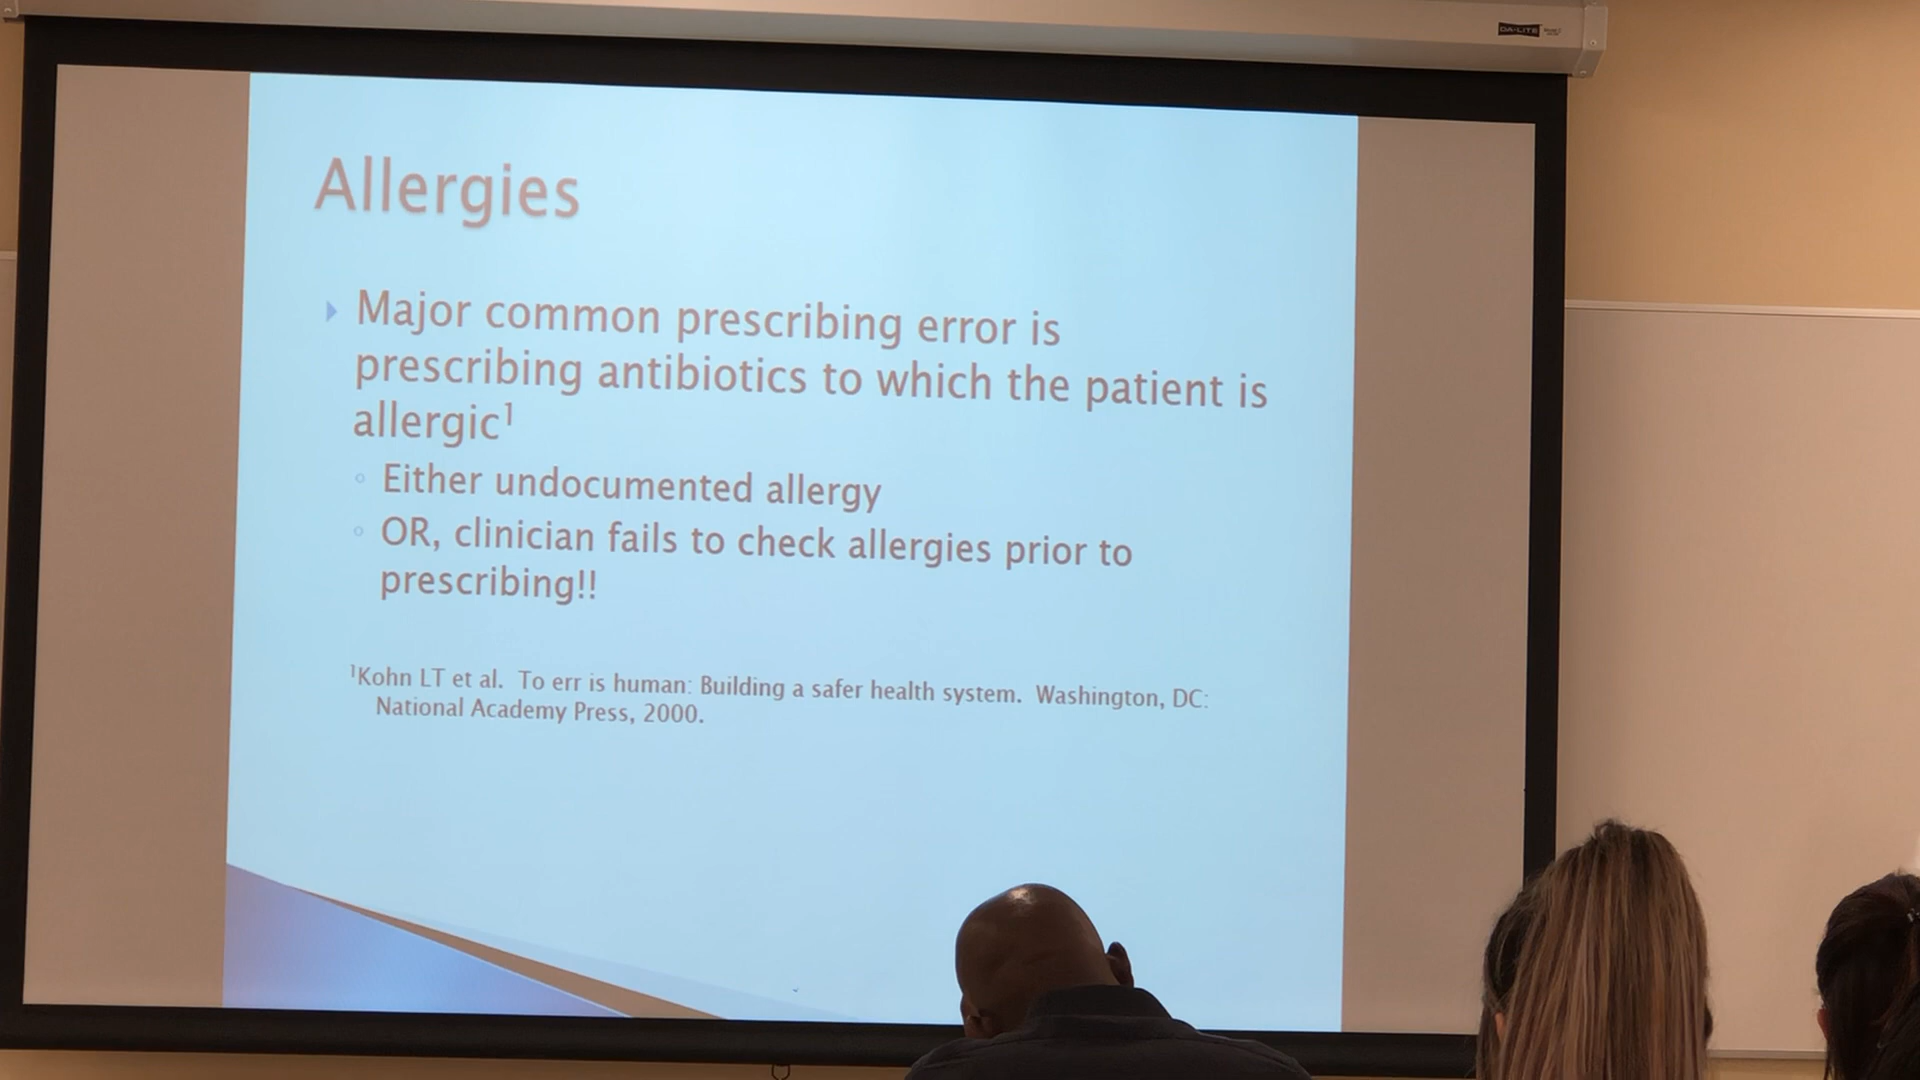 DA-LITE
Allergies
Major common prescribing error is
prescribing antibiotics to which the patient is
allergic¹
Either undocumented allergy
OR, clinician fails to check allergies prior to
prescribing!!
¹Kohn LT et al. To err is human: Building a safer health system. Washington, DC:
National Academy Press, 2000.